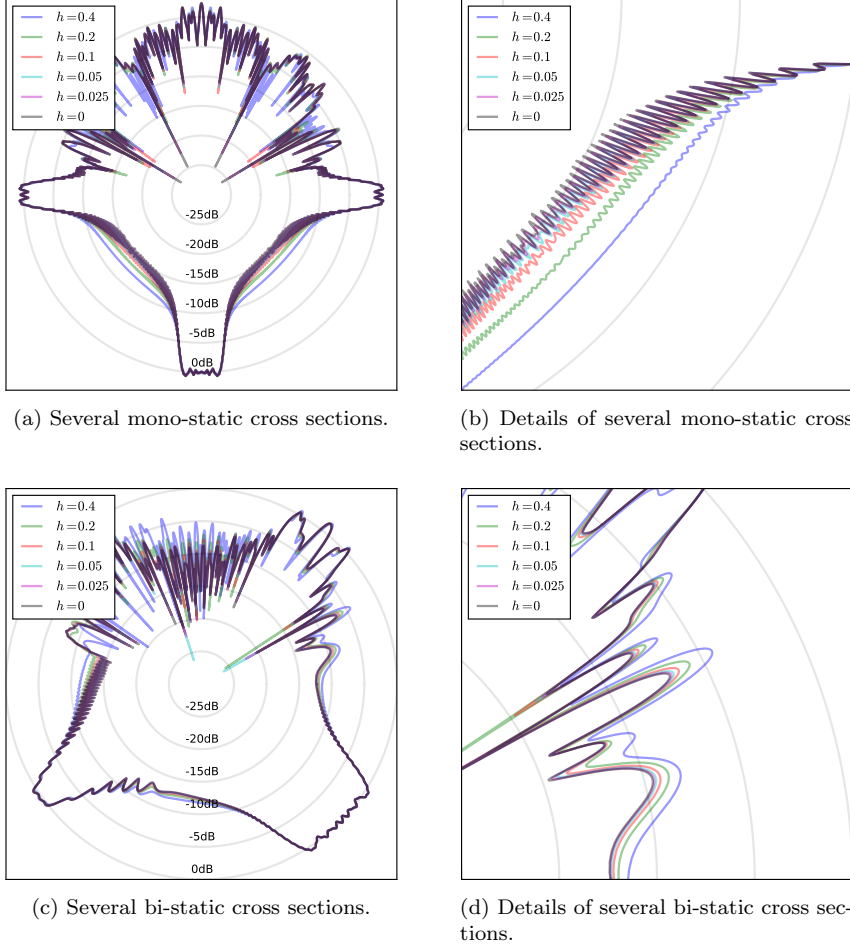 h = 0.4
h = 0.2
h = 0.1
h = 0.05
h = 0.025
h = 0
-25dB
-20dB
-15dB
-10dB
-5dB
0dB
(a) Several mono-static cross sections.
h = 0.4
h = 0.2
h = 0.1
h = 0.05
h = 0.025
h = 0
(b) Details of several mono-static cross
sections.
h = 0.4
h = 0.2
h = 0.1
h = 0.05
h = 0.025
h = 0
-25dB
-20dB
-15dB
-10dB
-5dB
0dB
(c) Several bi-static cross sections.
h = 0.4
h = 0.2
h = 0.1
h = 0.05
h = 0.025
h = 0
(d) Details of several bi-static cross sec-
tions.